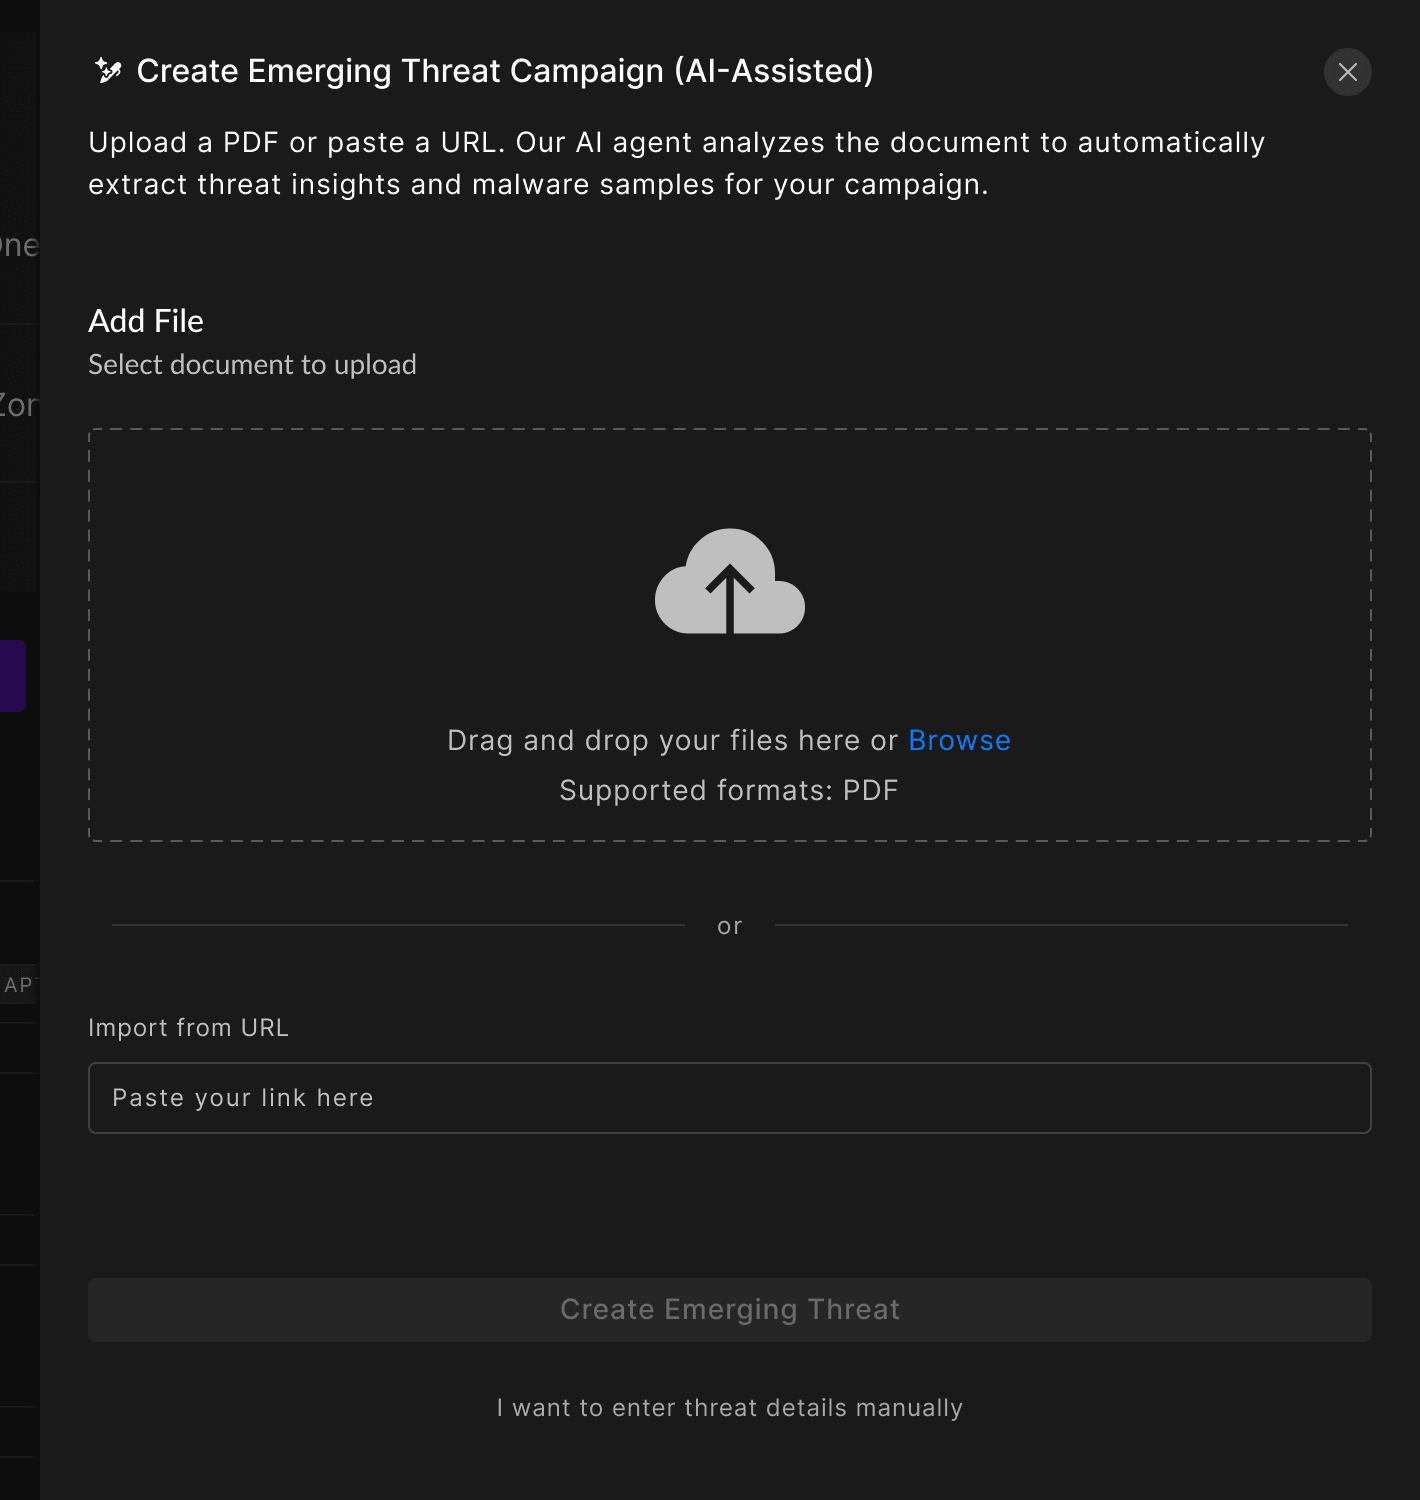 Create Emerging Threat Campaign (AI-Assisted)
Upload a PDF or paste a URL. Our AI agent analyzes the document to automatically
extract threat insights and malware samples for your campaign.
Add File
Select document to upload
Drag and drop your files here or Browse
Supported formats: PDF
or
Import from URL
Paste your link here
Create Emerging Threat
I want to enter threat details manually